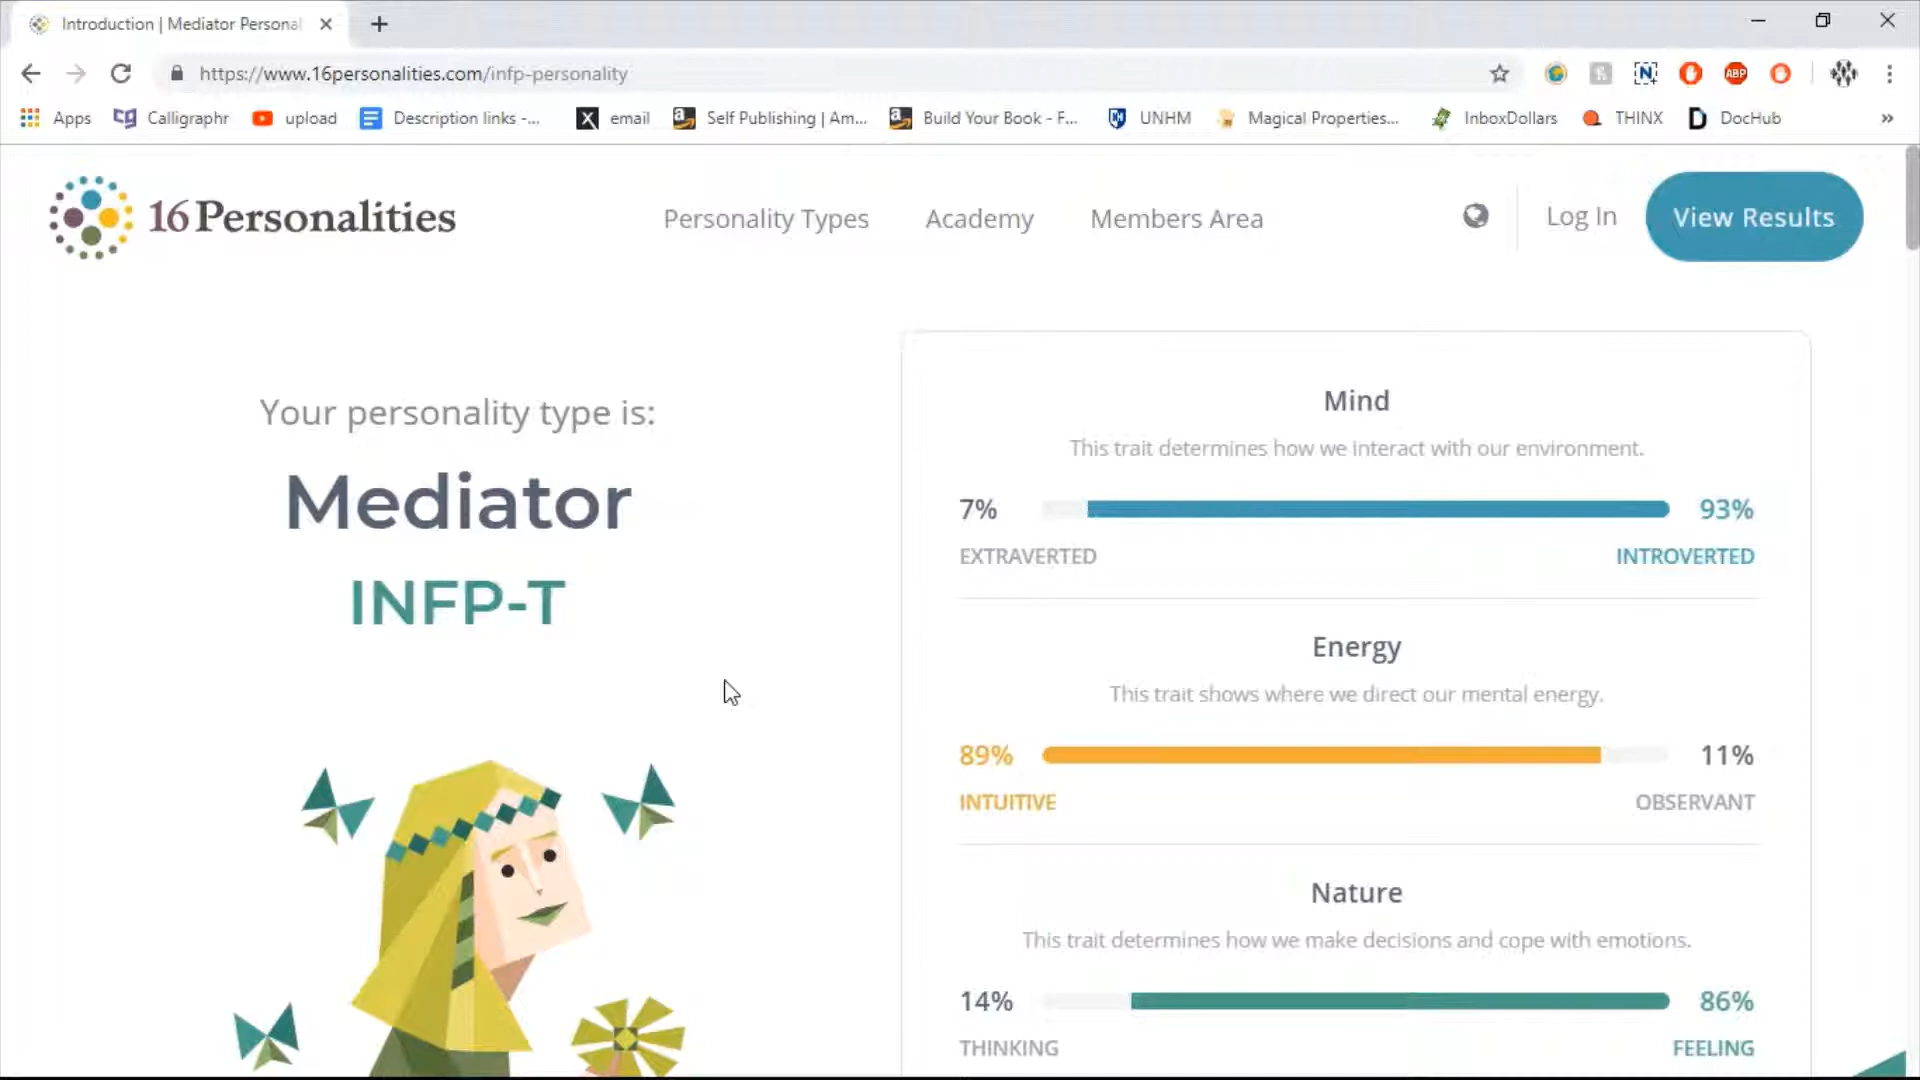 Introduction | Mediator Personal
https://www.16personalities.com/infp-personality
N
ABP
Apps Calligraphr upload Description links -... X email Self Publishing | Am... Build Your Book - F... UNHM Magical Properties... InboxDollars THINX D DocHub »
16Personalities Personality Types Academy Members Area Log In View Results
Your personality type is:
Mediator
INFP-T
Mind
This trait determines how we interact with our environment.
7% 93%
EXTRAVERTED INTROVERTED
Energy
This trait shows where we direct our mental energy.
89% 11%
INTUITIVE OBSERVANT
Nature
This trait determines how we make decisions and cope with emotions.
14% 86%
THINKING FEELING